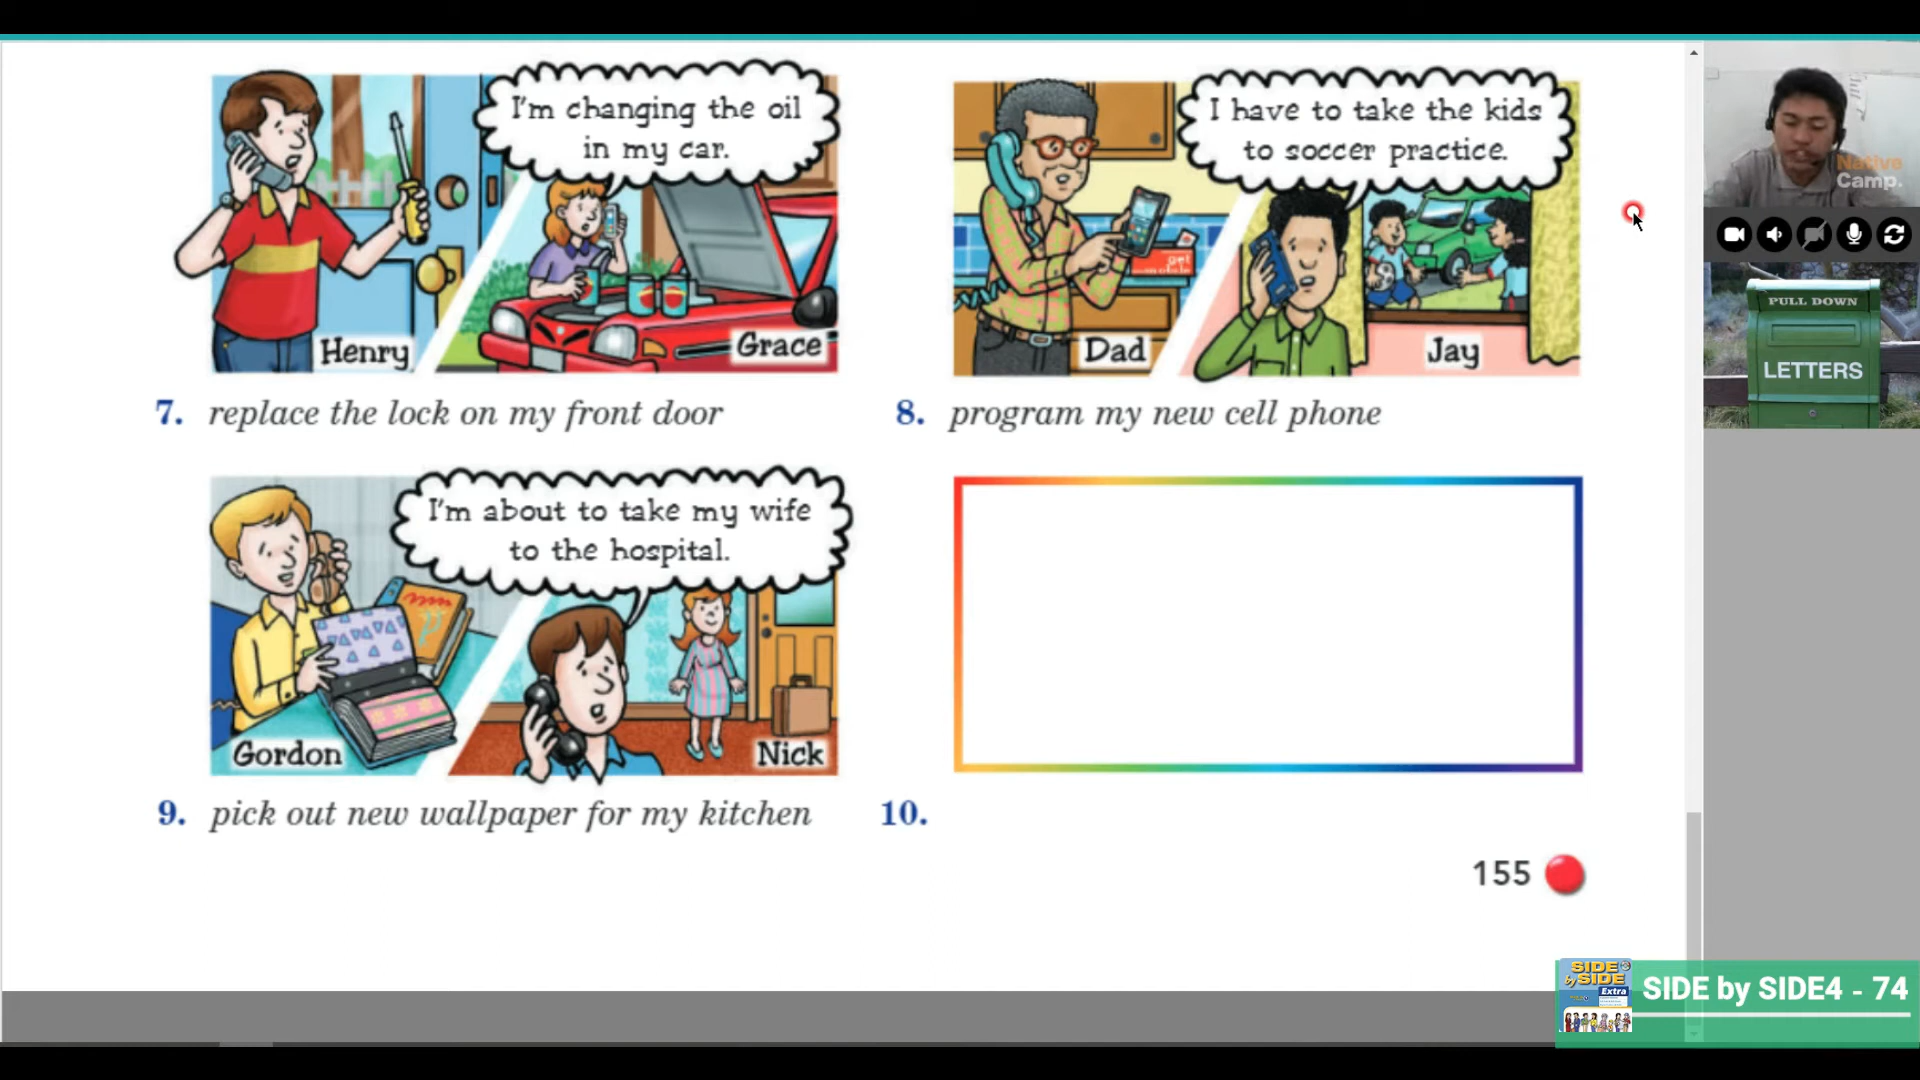 I'm changing the oil
in my car.
Henry
Grace
7. replace the lock on my front door
I have to take the kids
to soccer practice.
get
mobile
Dad
Jay
8. program my new cell phone
I'm about to take my wife
to the hospital.
Gordon
Nick
9. pick out new wallpaper for my kitchen
10.
155
Native
Camp.
PULL DOWN
LETTERS
SIDE
by SIDE
Extra
SIDE by SIDE4 - 74